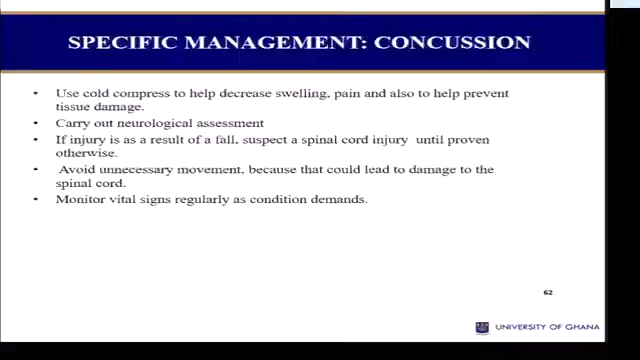 SPECIFIC MANAGEMENT: CONCUSSION
• Use cold compress to help decrease swelling, pain and also to help prevent
tissue damage.
• Carry out neurological assessment
• If injury is as a result of a fall, suspect a spinal cord injury until proven
otherwise.
• Avoid unnecessary movement, because that could lead to damage to the
spinal cord.
• Monitor vital signs regularly as condition demands.
62
UNIVERSITY OF GHANA